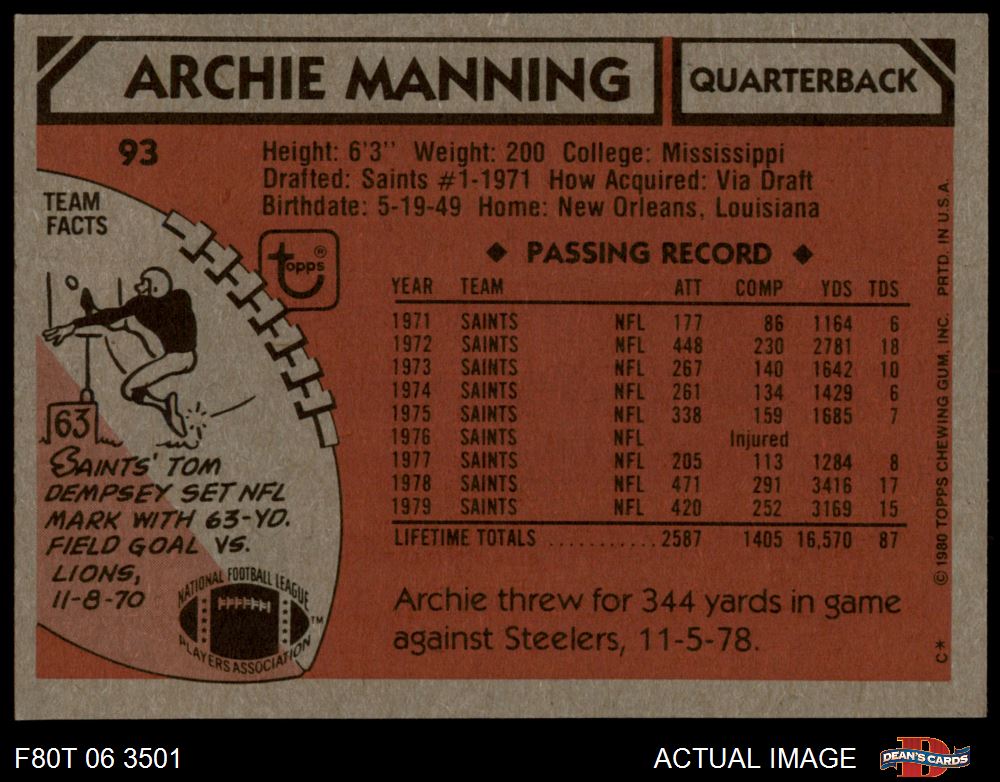 ARCHIE MANNING QUARTERBACK
93
Height: 6'3'' Weight: 200 College: Mississippi
Drafted: Saints #1-1971 How Acquired: Via Draft
Birthdate: 5-19-49 Home: New Orleans, Louisiana
TEAM
FACTS
topps®
63
SAINTS' TOM
DEMPSEY SET NFL
MARK WITH 63-YD.
FIELD GOAL VS.
LIONS,
11-8-70
NATIONAL FOOTBALL LEAGUE
PLAYERS ASSOCIATION
TM
◆ PASSING RECORD ◆
YEAR TEAM ATT COMP YDS TDS
1971 SAINTS NFL 177 86 1164 6
1972 SAINTS NFL 448 230 2781 18
1973 SAINTS NFL 267 140 1642 10
1974 SAINTS NFL 261 134 1429 6
1975 SAINTS NFL 338 159 1685 7
1976 SAINTS NFL Injured
1977 SAINTS NFL 205 113 1284 8
1978 SAINTS NFL 471 291 3416 17
1979 SAINTS NFL 420 252 3169 15
LIFETIME TOTALS ........... 2587 1405 16,570 87
Archie threw for 344 yards in game
against Steelers, 11-5-78.
© 1980 TOPPS CHEWING GUM, INC. PRTD. IN U.S.A.
C*
F80T 06 3501 ACTUAL IMAGE
D
DEAN'S CARDS